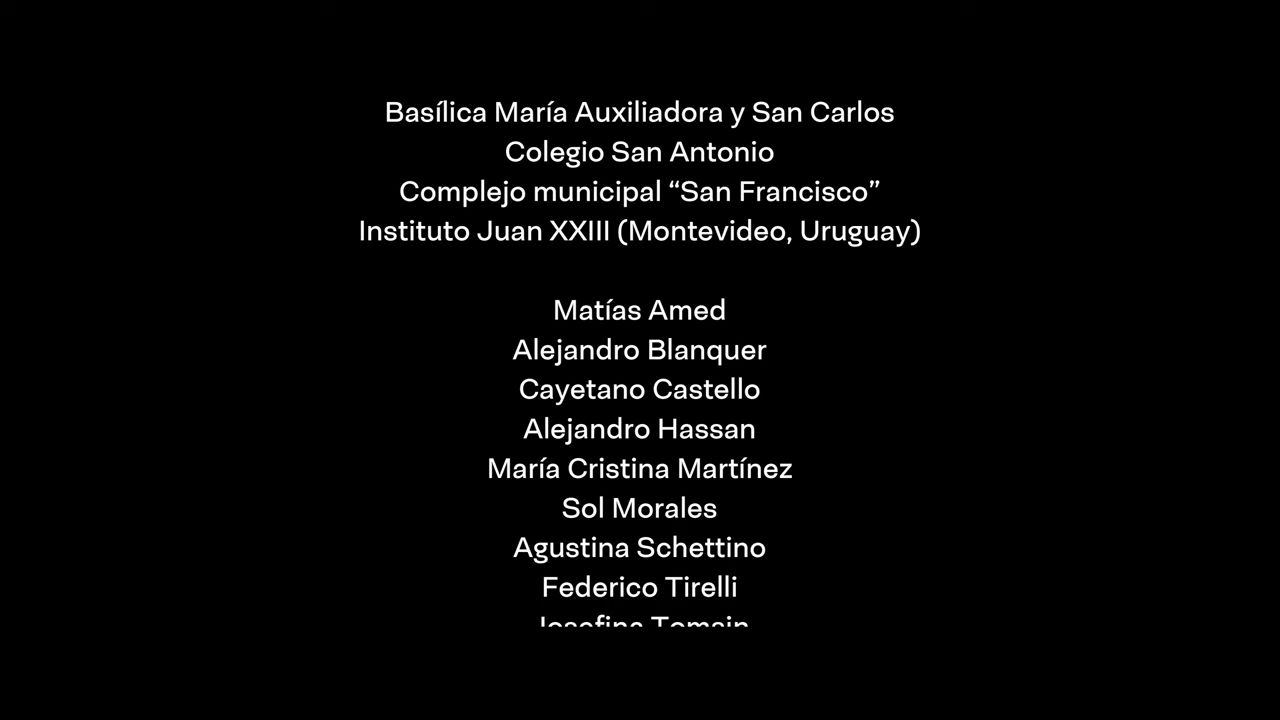 Basílica María Auxiliadora y San Carlos
Colegio San Antonio
Complejo municipal “San Francisco”
Instituto Juan XXIII (Montevideo, Uruguay)
Matías Amed
Alejandro Blanquer
Cayetano Castello
Alejandro Hassan
María Cristina Martínez
Sol Morales
Agustina Schettino
Federico Tirelli
Josefina